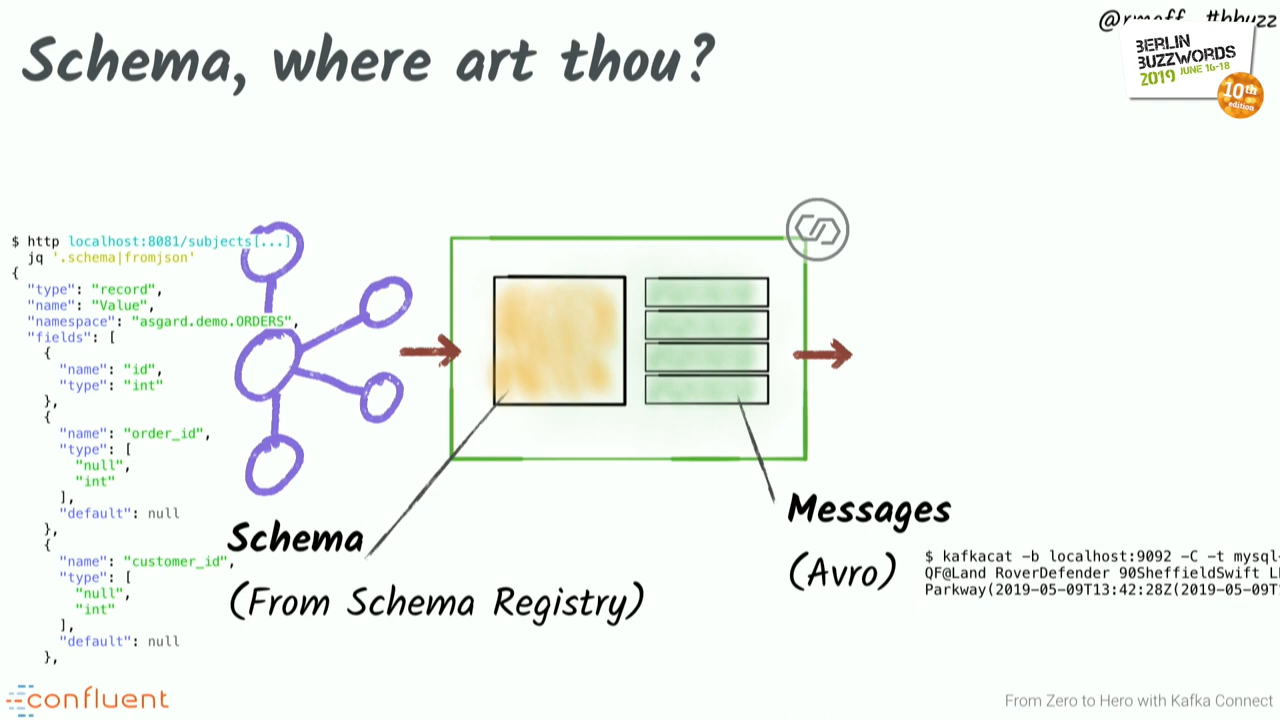 Schema, where art thou?
BERLIN
BUZZWORDS
2019 JUNE 16-18
10th
edition
$ http localhost:8081/subjects[...]
jq '.schema|fromjson'
{
"type": "record",
"name": "Value",
"namespace": "asgard.demo.ORDERS",
"fields": [
{
"name": "id",
"type": "int"
},
{
"name": "order_id",
"type": [
"null",
"int"
],
"default": null
},
{
"name": "customer_id",
"type": [
"null",
"int"
],
"default": null
},
Schema
(From Schema Registry)
Messages
(Avro)
$ kafkacat -b localhost:9092 -C -t mysql-
QF@Land RoverDefender 90SheffieldSwift L
Parkway(2019-05-09T13:42:28Z(2019-05-09T
confluent
From Zero to Hero with Kafka Connect